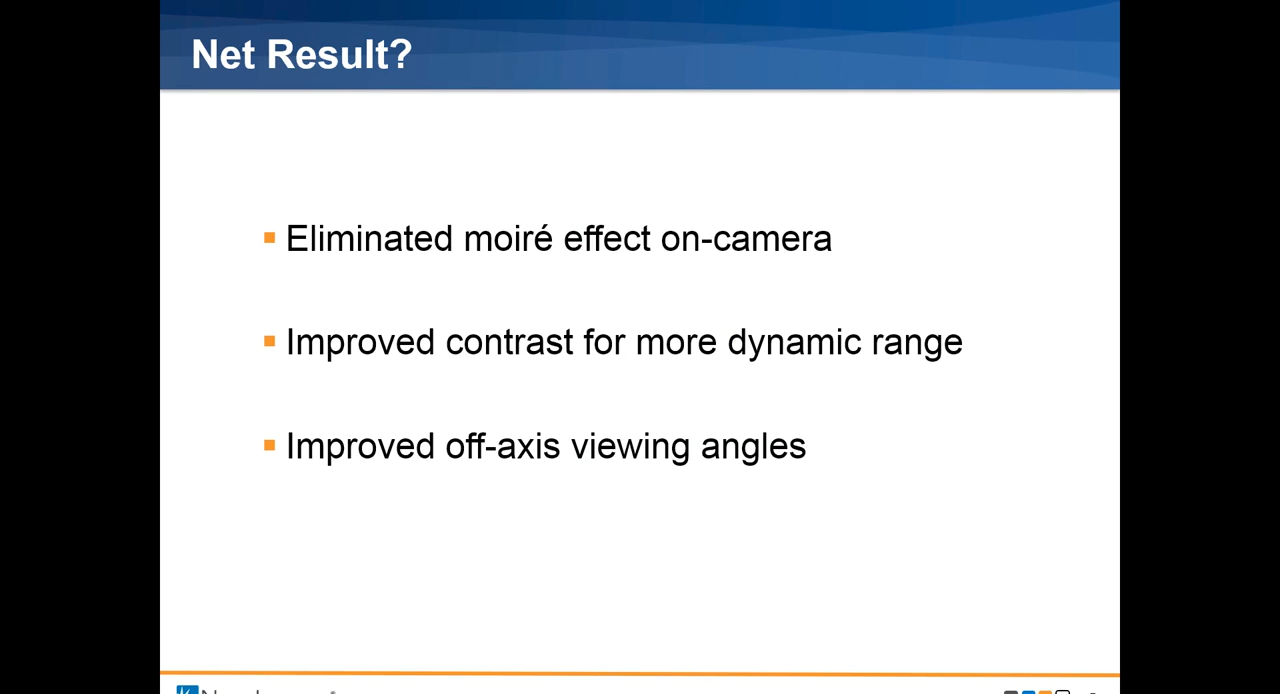 Net Result?
Eliminated moiré effect on-camera
Improved contrast for more dynamic range
Improved off-axis viewing angles